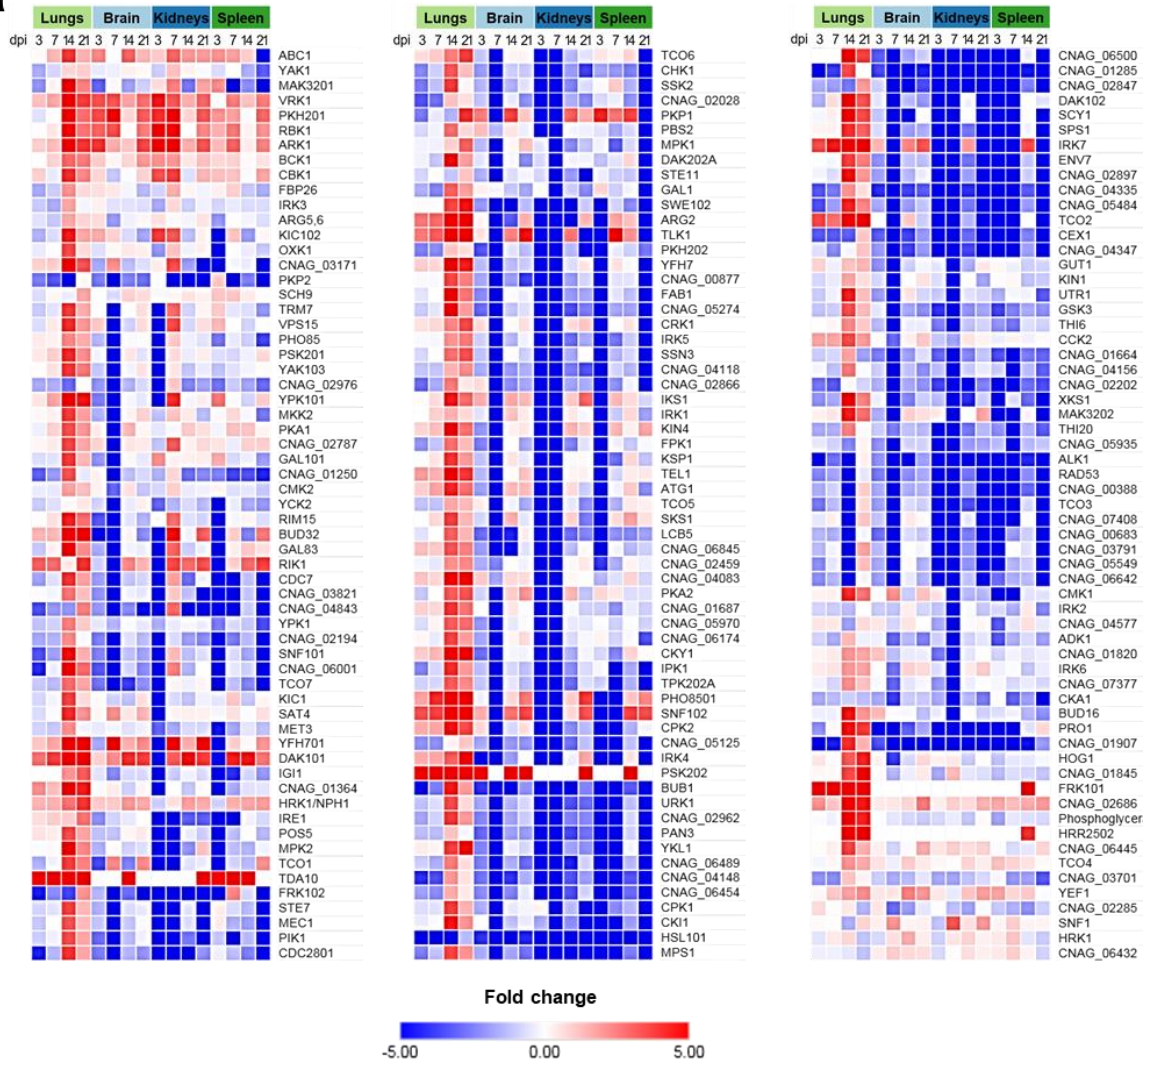 Lungs Brain Kidneys Spleen
dpi 3 7 14 21 3 7 14 21 3 7 14 21 3 7 14 21
ABC1
YAK1
MAK3201
VRK1
PKH201
RBK1
ARK1
BCK1
CBK1
FBP26
IRK3
ARG5,6
KIC102
OXK1
CNAG_03171
PKP2
SCH9
TRM7
VPS15
PHO85
PSK201
YAK103
CNAG_02976
YPK101
MKK2
PKA1
CNAG_02787
GAL101
CNAG_01250
CMK2
YCK2
RIM15
BUD32
GAL83
RIK1
CDC7
CNAG_03821
CNAG_04843
YPK1
CNAG_02194
SNF101
CNAG_06001
TCO7
KIC1
SAT4
MET3
YFH701
DAK101
IGI1
CNAG_01364
HRK1/NPH1
IRE1
POS5
MPK2
TCO1
TDA10
FRK102
STE7
MEC1
PIK1
CDC2801
Lungs Brain Kidneys Spleen
dpi 3 7 14 21 3 7 14 21 3 7 14 21 3 7 14 21
TCO6
CHK1
SSK2
CNAG_02028
PKP1
PBS2
MPK1
DAK202A
STE11
GAL1
SWE102
ARG2
TLK1
PKH202
YFH7
CNAG_00877
FAB1
CNAG_05274
CRK1
IRK5
SSN3
CNAG_04118
CNAG_02866
IKS1
IRK1
KIN4
FPK1
KSP1
TEL1
ATG1
TCO5
SKS1
LCB5
CNAG_06845
CNAG_02459
CNAG_04083
PKA2
CNAG_01687
CNAG_05970
CNAG_06174
CKY1
IPK1
TPK202A
PHO8501
SNF102
CPK2
CNAG_05125
IRK4
PSK202
BUB1
URK1
CNAG_02962
PAN3
YKL1
CNAG_06489
CNAG_04148
CNAG_06454
CPK1
CKI1
HSL101
MPS1
Lungs Brain Kidneys Spleen
dpi 3 7 14 21 3 7 14 21 3 7 14 21 3 7 14 21
CNAG_06500
CNAG_01285
CNAG_02847
DAK102
SCY1
SPS1
IRK7
ENV7
CNAG_02897
CNAG_04335
CNAG_05484
TCO2
CEX1
CNAG_04347
GUT1
KIN1
UTR1
GSK3
THI6
CCK2
CNAG_01664
CNAG_04156
CNAG_02202
XKS1
MAK3202
THI20
CNAG_05935
ALK1
RAD53
CNAG_00388
TCO3
CNAG_07408
CNAG_00683
CNAG_03791
CNAG_05549
CNAG_06642
CMK1
IRK2
CNAG_04577
ADK1
CNAG_01820
IRK6
CNAG_07377
CKA1
BUD16
PRO1
CNAG_01907
HOG1
CNAG_01845
FRK101
CNAG_02686
Phosphoglycer
HRR2502
CNAG_06445
TCO4
CNAG_03701
YEF1
CNAG_02285
SNF1
HRK1
CNAG_06432
Fold change
-5.00 0.00 5.00